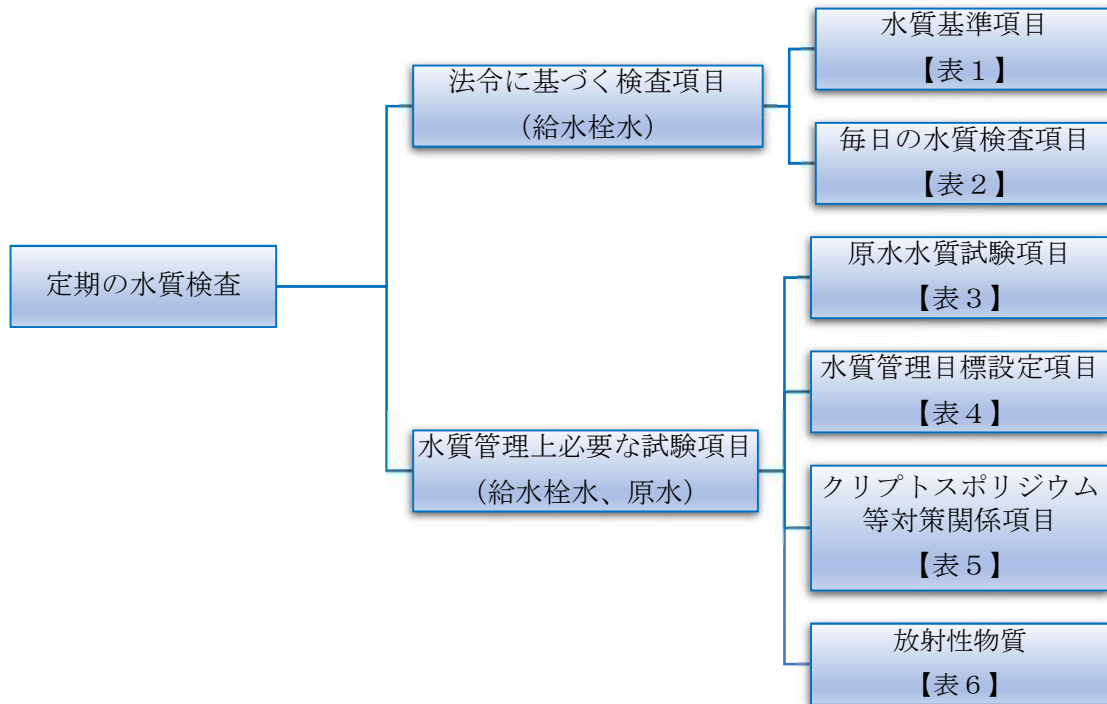 定期の水質検査
法令に基づく検査項目
（給水栓水）
水質基準項目
【表１】
毎日の水質検査項目
【表２】
水質管理上必要な試験項目
（給水栓水、原水）
原水水質試験項目
【表３】
水質管理目標設定項目
【表４】
クリプトスポリジウム
等対策関係項目
【表５】
放射性物質
【表６】